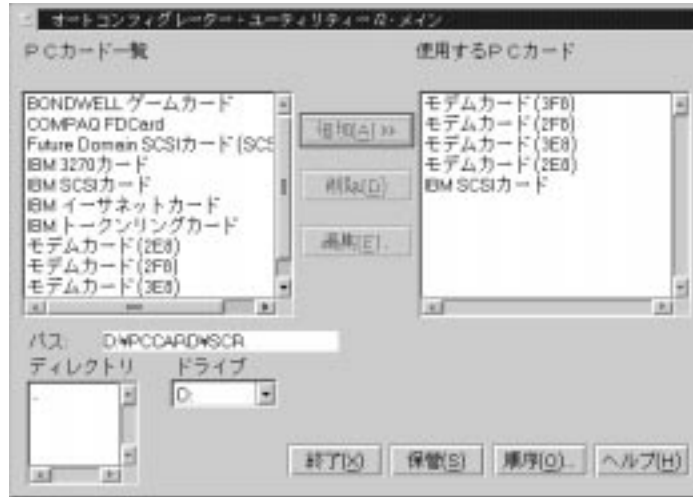 オートコンフィグレーター・ユーティリティー /2 - メイン
PCカード一覧
使用するPCカード
BONDWELL ゲームカード
COMPAQ FDCard
Future Domain SCSIカード (SCS
IBM 3270カード
IBM SCSIカード
IBM イーサネットカード
IBM トークンリングカード
モデムカード (2E8)
モデムカード (2F8)
モデムカード (3E8)
追加(A) >>
削除(D)
編集(E)..
モデムカード (3F8)
モデムカード (2F8)
モデムカード (3E8)
モデムカード (2E8)
IBM SCSIカード
パス: D:¥PCCARD¥SCR
ディレクトリ
ドライブ
..
D:
終了(X)
保管(S)
順序(O)..
ヘルプ(H)